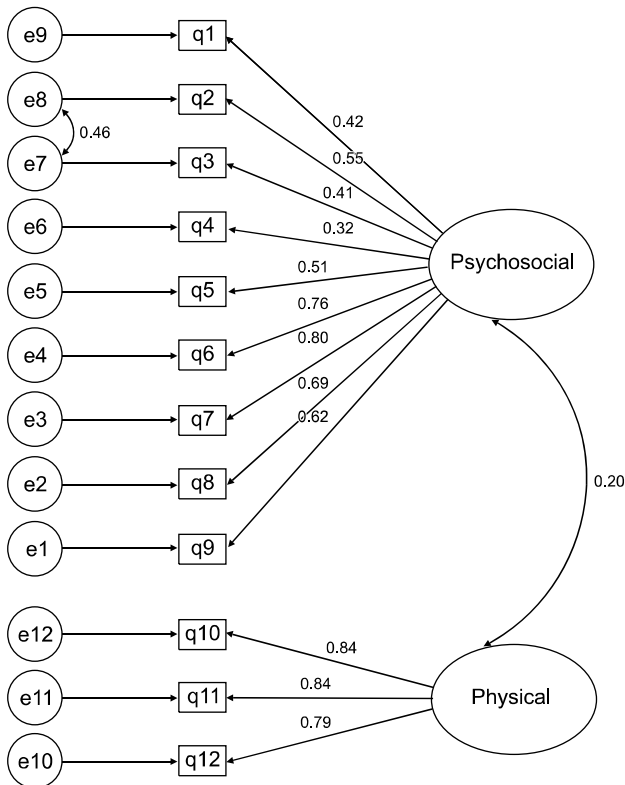 e9 q1
0.42
e8 q2
0.46
0.55
e7 q3
0.41
e6 q4
0.32
Psychosocial
e5 q5
0.51
0.76
e4 q6
0.80
0.69
e3 q7
0.62
e2 q8
0.20
e1 q9
e12 q10
0.84
e11 q11
0.84
Physical
0.79
e10 q12